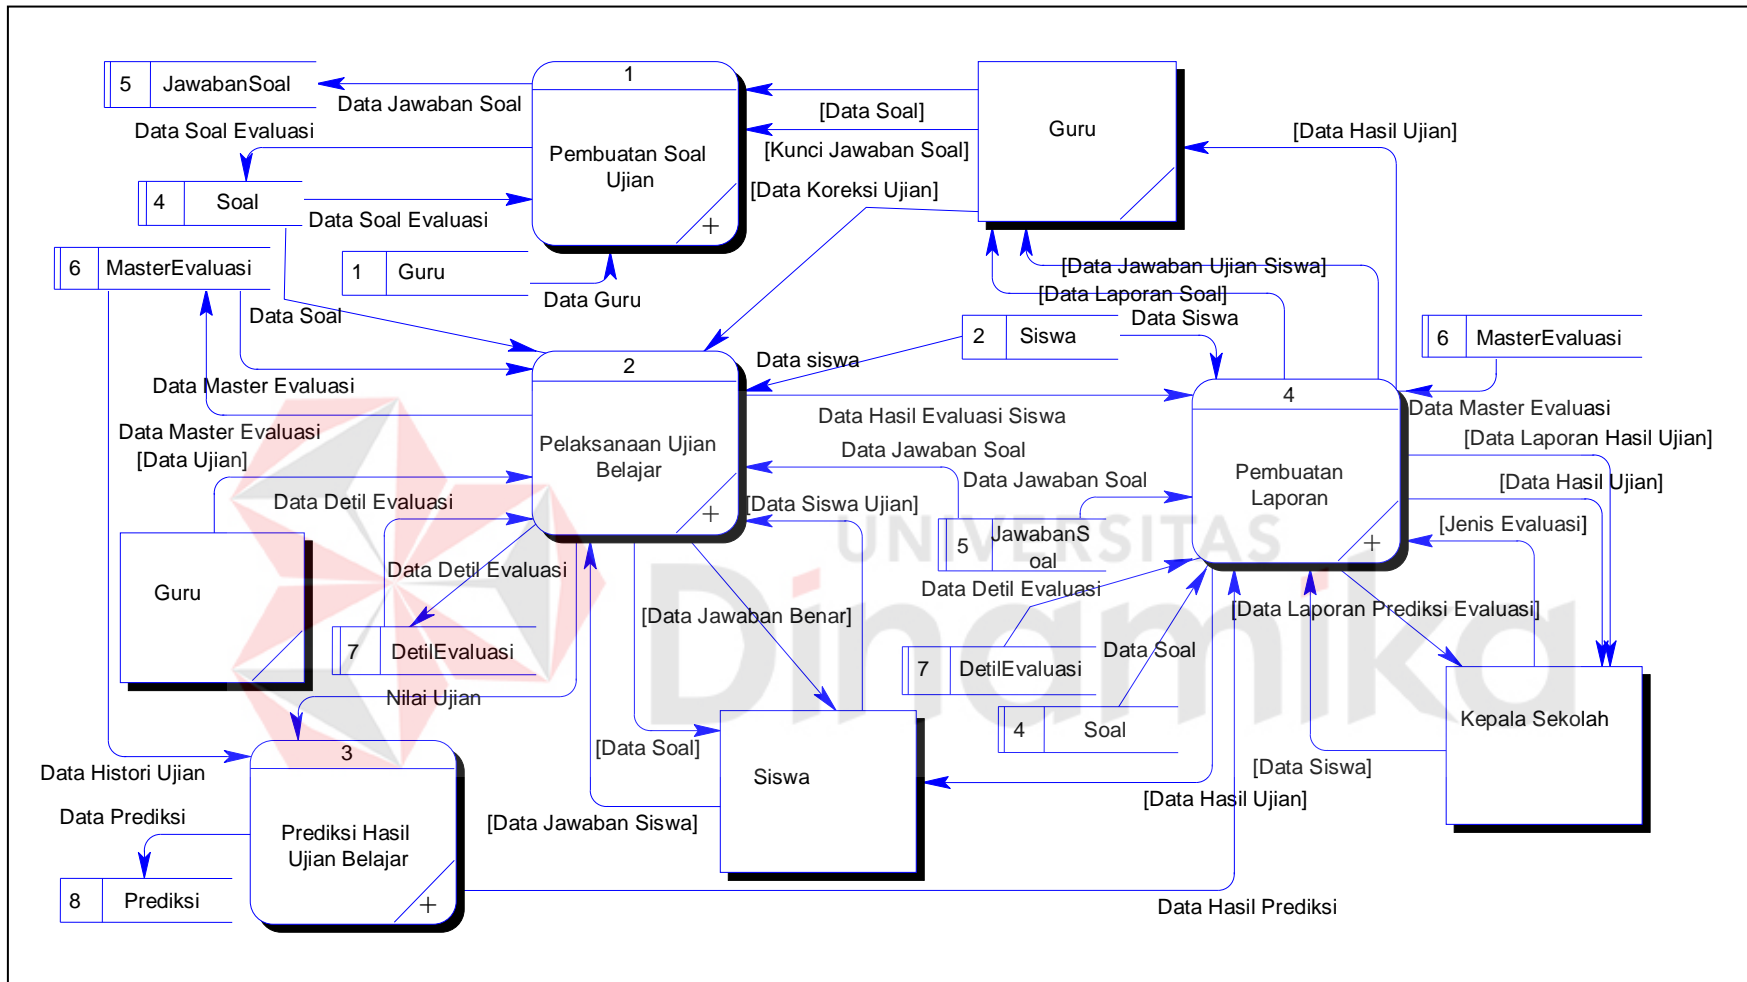 1
5
JawabanSoal
Data Jawaban Soal
[Data Soal]
Guru
Data Soal Evaluasi
[Kunci Jawaban Soal]
[Data Hasil Ujian]
Pembuatan Soal
Ujian
4
Soal
Data Soal Evaluasi
[Data Koreksi Ujian]
6
MasterEvaluasi
1
Guru
Data Guru
[Data Jawaban Ujian Siswa]
[Data Laporan Soal]
Data Soal
Data Siswa
2
Siswa
6
MasterEvaluasi
Data siswa
2
Data Master Evaluasi
4
Data Hasil Evaluasi Siswa
Data Master Evaluasi
Data Master Evaluasi
[Data Ujian]
Pelaksanaan Ujian
Belajar
Data Jawaban Soal
[Data Laporan Hasil Ujian]
Data Jawaban Soal
Pembuatan
Laporan
[Data Hasil Ujian]
Data Detil Evaluasi
[Data Siswa Ujian]
[Jenis Evaluasi]
UNIVERSITAS
Dinamika
5
JawabanS
oal
Data Detil Evaluasi
Data Detil Evaluasi
Guru
[Data Jawaban Benar]
[Data Laporan Prediksi Evaluasi]
7
DetilEvaluasi
Data Soal
7
DetilEvaluasi
Nilai Ujian
4
Soal
Kepala Sekolah
3
[Data Soal]
Siswa
[Data Siswa]
Data Histori Ujian
[Data Hasil Ujian]
Data Prediksi
[Data Jawaban Siswa]
Prediksi Hasil
Ujian Belajar
8
Prediksi
Data Hasil Prediksi